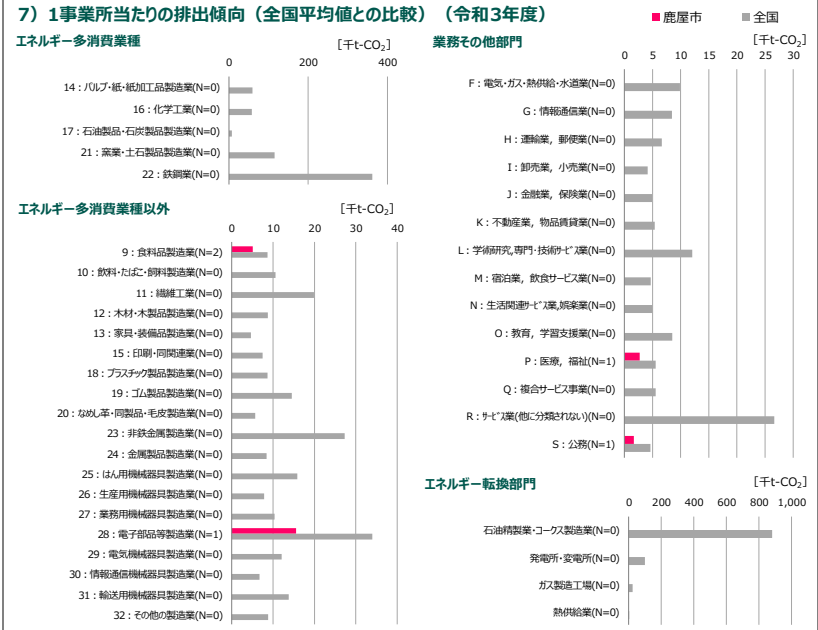 7）1事業所当たりの排出傾向（全国平均値との比較）（令和3年度）
■鹿屋市 ■全国
エネルギー多消費業種
［千t-CO₂］
0 200 400
14：パルプ・紙・紙加工品製造業(N=0)
16：化学工業(N=0)
17：石油製品・石炭製品製造業(N=0)
21：窯業・土石製品製造業(N=0)
22：鉄鋼業(N=0)
エネルギー多消費業種以外
［千t-CO₂］
0 10 20 30 40
9：食料品製造業(N=2)
10：飲料・たばこ・飼料製造業(N=0)
11：繊維工業(N=0)
12：木材・木製品製造業(N=0)
13：家具・装備品製造業(N=0)
15：印刷・同関連業(N=0)
18：プラスチック製品製造業(N=0)
19：ゴム製品製造業(N=0)
20：なめし革・同製品・毛皮製造業(N=0)
23：非鉄金属製造業(N=0)
24：金属製品製造業(N=0)
25：はん用機械器具製造業(N=0)
26：生産用機械器具製造業(N=0)
27：業務用機械器具製造業(N=0)
28：電子部品等製造業(N=1)
29：電気機械器具製造業(N=0)
30：情報通信機械器具製造業(N=0)
31：輸送用機械器具製造業(N=0)
32：その他の製造業(N=0)
業務その他部門
［千t-CO₂］
0 5 10 15 20 25 30
F：電気・ガス・熱供給・水道業(N=0)
G：情報通信業(N=0)
H：運輸業，郵便業(N=0)
I：卸売業，小売業(N=0)
J：金融業，保険業(N=0)
K：不動産業，物品賃貸業(N=0)
L：学術研究,専門・技術サービス業(N=0)
M：宿泊業，飲食サービス業(N=0)
N：生活関連サービス業,娯楽業(N=0)
O：教育，学習支援業(N=0)
P：医療，福祉(N=1)
Q：複合サービス事業(N=0)
R：サービス業(他に分類されない)(N=0)
S：公務(N=1)
エネルギー転換部門
［千t-CO₂］
0 200 400 600 800 1,000
石油精製業・コークス製造業(N=0)
発電所・変電所(N=0)
ガス製造工場(N=0)
熱供給業(N=0)